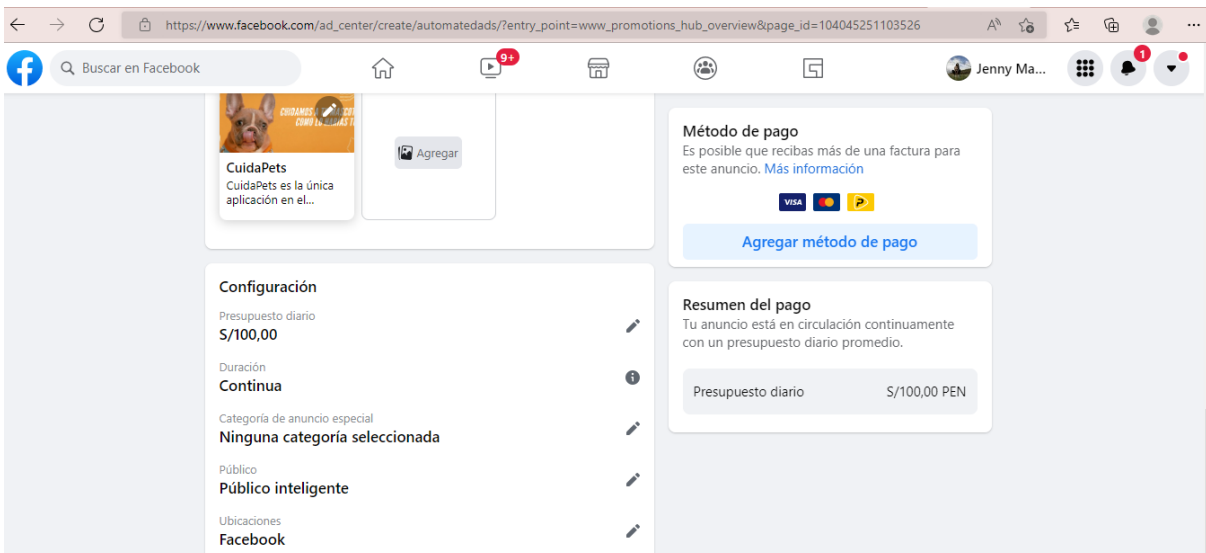 https://www.facebook.com/ad_center/create/automatedads/?entry_point=www_promotions_hub_overview&page_id=104045251103526
Buscar en Facebook
9+
Jenny Ma...
1
CuidaPets
CuidaPets es la única
aplicación en el...
Agregar
Configuración
Presupuesto diario
S/100,00
Duración
Continua
Categoría de anuncio especial
Ninguna categoría seleccionada
Público
Público inteligente
Ubicaciones
Facebook
Método de pago
Es posible que recibas más de una factura para
este anuncio. Más información
VISA
Agregar método de pago
Resumen del pago
Tu anuncio está en circulación continuamente
con un presupuesto diario promedio.
Presupuesto diario S/100,00 PEN